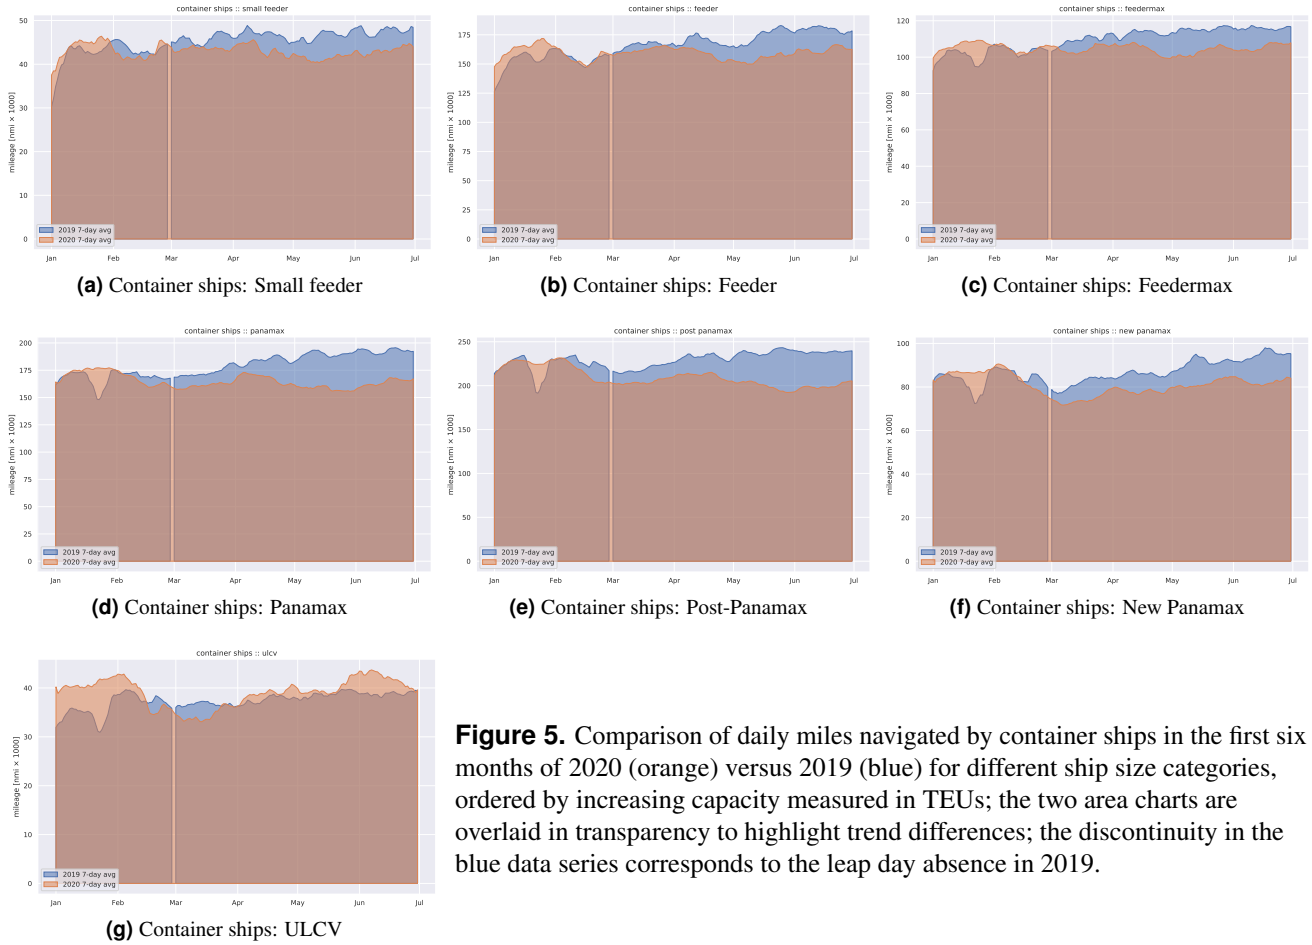 container ships :: small feeder
mileage [nmi × 1000]
50
40
30
20
10
0
2019 7-day avg
2020 7-day avg
Jan Feb Mar Apr May Jun Jul
(a) Container ships: Small feeder
container ships :: feeder
mileage [nmi × 1000]
175
150
125
100
75
50
25
0
2019 7-day avg
2020 7-day avg
Jan Feb Mar Apr May Jun Jul
(b) Container ships: Feeder
container ships :: feedermax
mileage [nmi × 1000]
120
100
80
60
40
20
0
2019 7-day avg
2020 7-day avg
Jan Feb Mar Apr May Jun Jul
(c) Container ships: Feedermax
container ships :: panamax
mileage [nmi × 1000]
200
175
150
125
100
75
50
25
0
2019 7-day avg
2020 7-day avg
Jan Feb Mar Apr May Jun Jul
(d) Container ships: Panamax
container ships :: post panamax
mileage [nmi × 1000]
250
200
150
100
50
0
2019 7-day avg
2020 7-day avg
Jan Feb Mar Apr May Jun Jul
(e) Container ships: Post-Panamax
container ships :: new panamax
mileage [nmi × 1000]
100
80
60
40
20
0
2019 7-day avg
2020 7-day avg
Jan Feb Mar Apr May Jun Jul
(f) Container ships: New Panamax
container ships :: ulcv
mileage [nmi × 1000]
40
30
20
10
0
2019 7-day avg
2020 7-day avg
Jan Feb Mar Apr May Jun Jul
(g) Container ships: ULCV
Figure 5. Comparison of daily miles navigated by container ships in the first six
months of 2020 (orange) versus 2019 (blue) for different ship size categories,
ordered by increasing capacity measured in TEUs; the two area charts are
overlaid in transparency to highlight trend differences; the discontinuity in the
blue data series corresponds to the leap day absence in 2019.